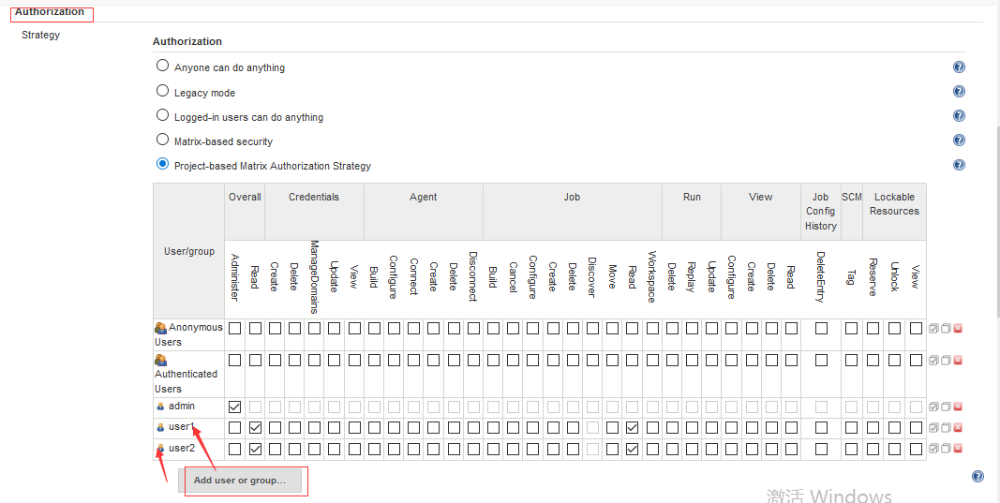 Authorization
Strategy
Authorization
Anyone can do anything
Legacy mode
Logged-in users can do anything
Matrix-based security
Project-based Matrix Authorization Strategy
User/group
Overall
Credentials
Agent
Job
Run
View
Job
Config
History
SCM
Lockable
Resources
Administer
Read
Create
Delete
ManageDomains
Update
View
Build
Configure
Connect
Create
Delete
Disconnect
Build
Cancel
Configure
Create
Delete
Discover
Move
Read
Workspace
Delete
Replay
Update
Configure
Create
Delete
Read
DeleteEntry
Tag
Reserve
Unlock
View
Anonymous
Users
Authenticated
Users
admin
user1
user2
Add user or group...
激活 Windows